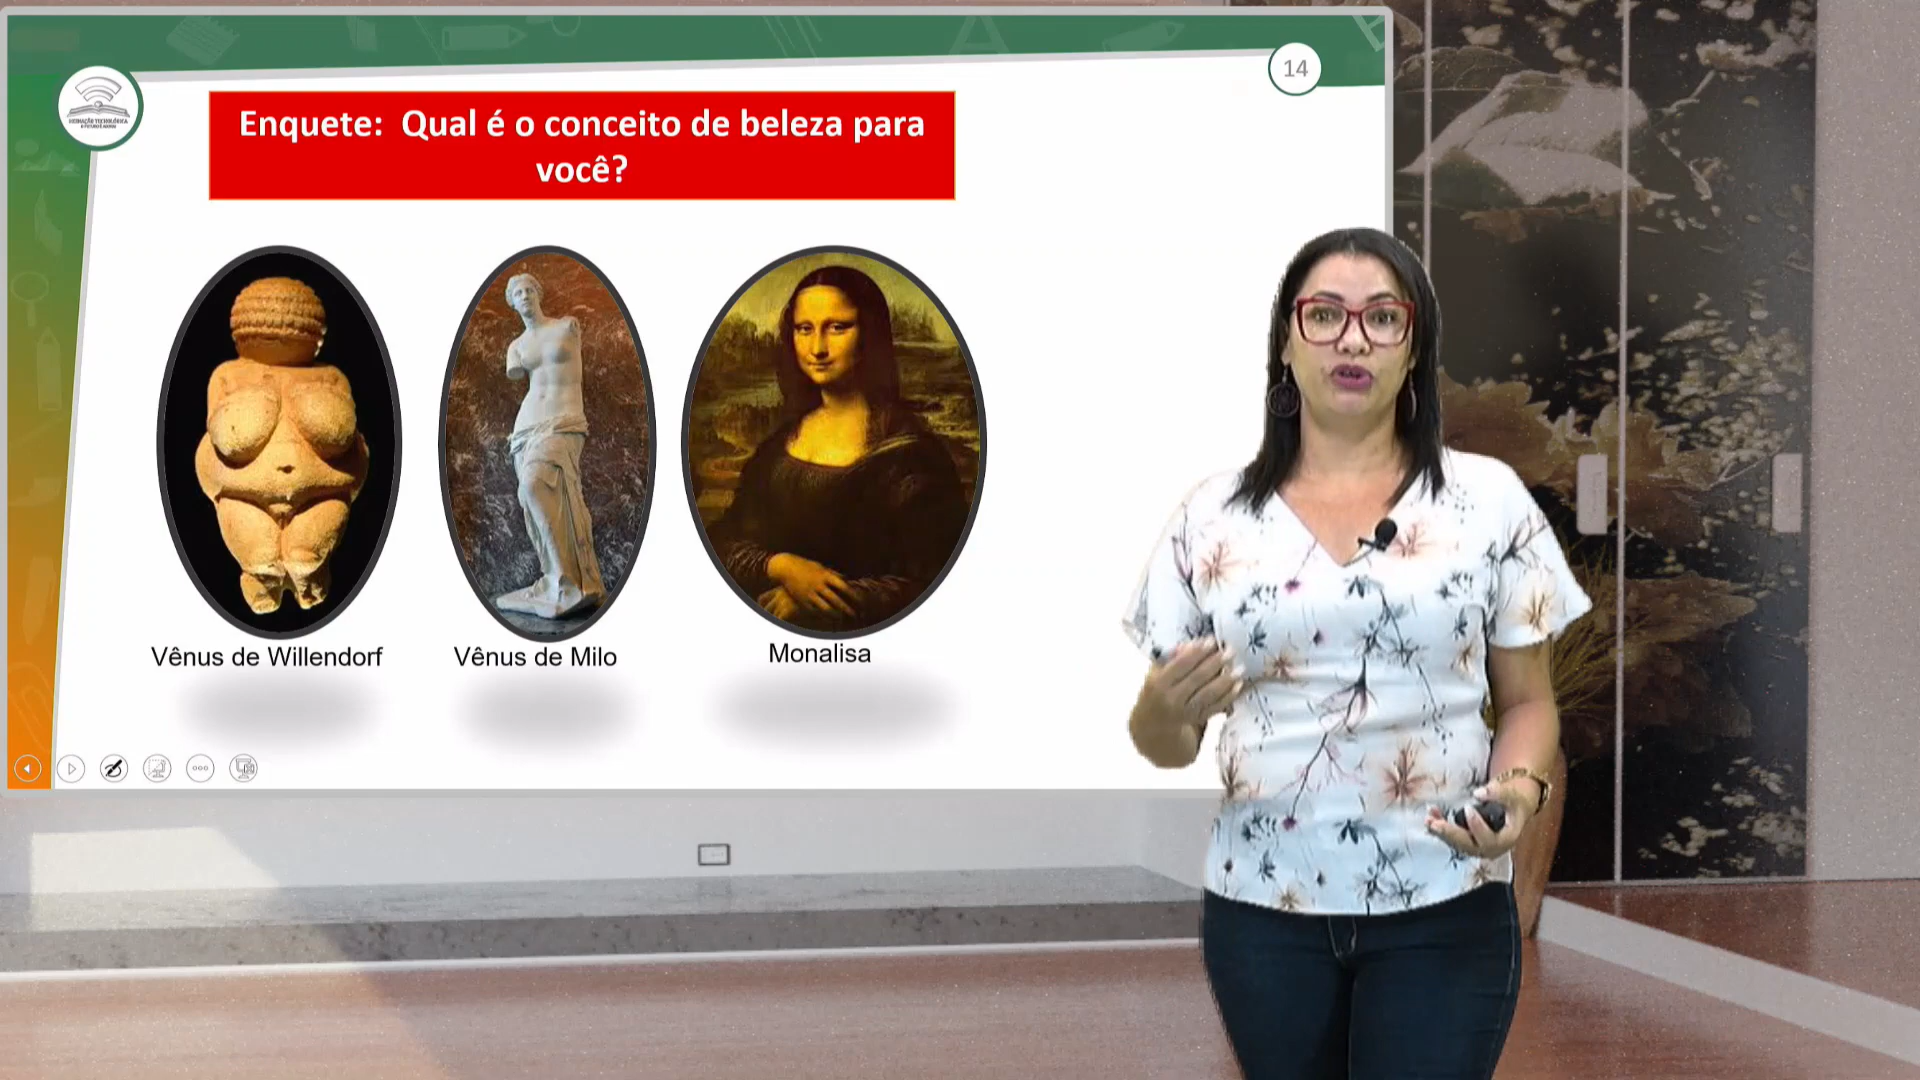 14
Enquete: Qual é o conceito de beleza para
você?
Vênus de Willendorf
Vênus de Milo
Monalisa